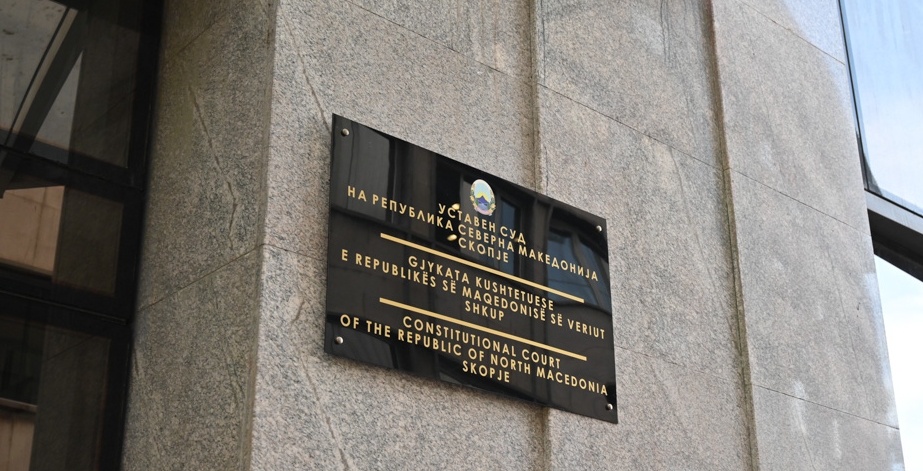 УСТАВЕН СУД
НА РЕПУБЛИКА СЕВЕРНА МАКЕДОНИЈА
СКОПЈЕ
GJYKATA KUSHTETUESE
E REPUBLIKËS SË MAQEDONISË SË VERIUT
SHKUP
CONSTITUTIONAL COURT
OF THE REPUBLIC OF NORTH MACEDONIA
SKOPJE